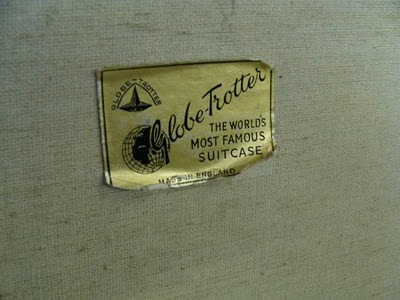 GLOBE-TROTTER
Globe-Trotter
THE WORLD'S
MOST FAMOUS
SUITCASE
MADE IN ENGLAND